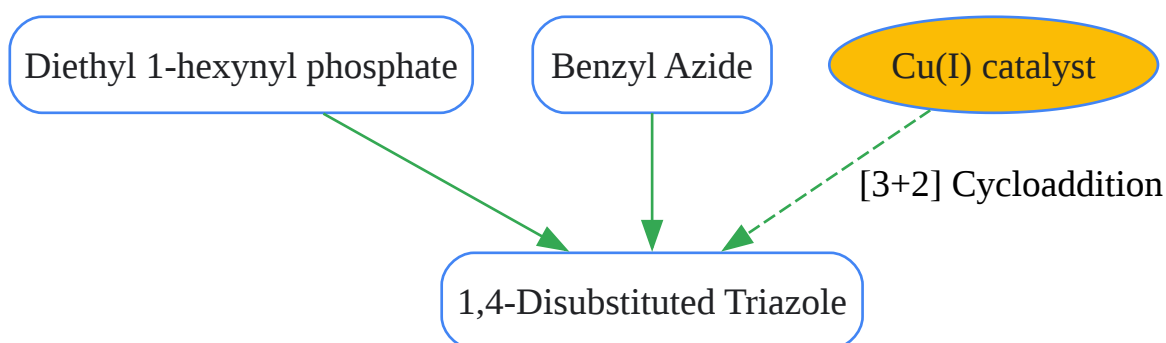 Diethyl 1-hexynyl phosphate
Benzyl Azide
Cu(I) catalyst
[3+2] Cycloaddition
1,4-Disubstituted Triazole